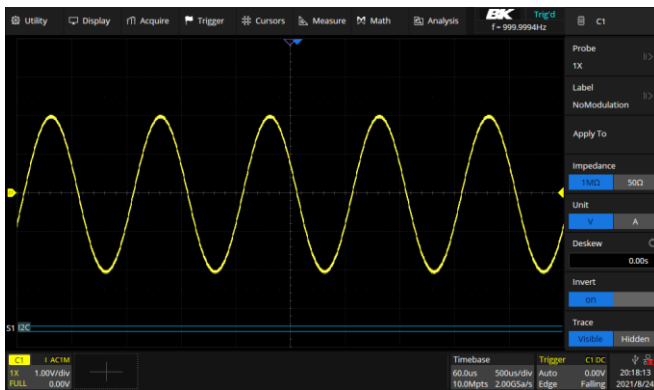 Utility Display Acquire Trigger Cursors Measure Math Analysis BK Trig'd C1
f = 999.9994Hz
Probe
1X
Label
NoModulation
Apply To
Impedance
1MΩ 50Ω
Unit
V A
Deskew
0.00s
Invert
on
Trace
S1 I2C
Visible Hidden
C1 AC1M Timebase Trigger C1 DC
1X 1.00V/div 60.0us 500us/div Auto 0.00V 20:18:13
FULL 0.00V 10.0Mpts 2.00GSa/s Edge Falling 2021/8/24